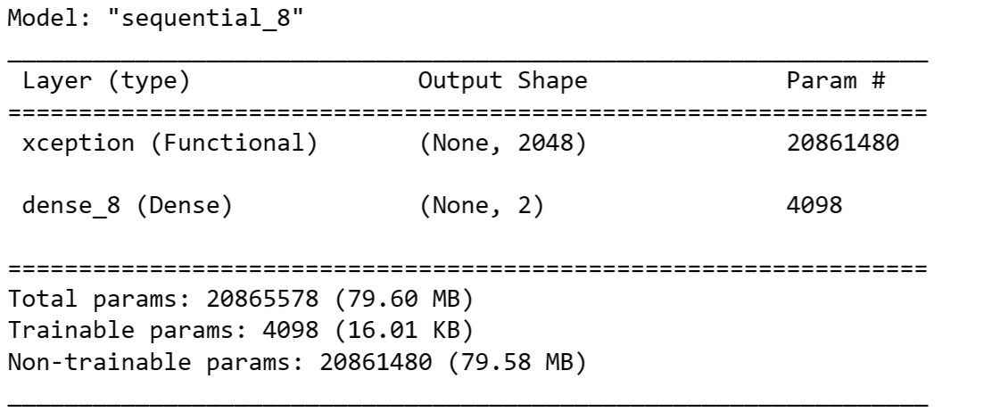 Model: "sequential_8"
_________________________________________________________________
Layer (type) Output Shape Param #
=================================================================
xception (Functional) (None, 2048) 20861480
dense_8 (Dense) (None, 2) 4098
=================================================================
Total params: 20865578 (79.60 MB)
Trainable params: 4098 (16.01 KB)
Non-trainable params: 20861480 (79.58 MB)
_________________________________________________________________